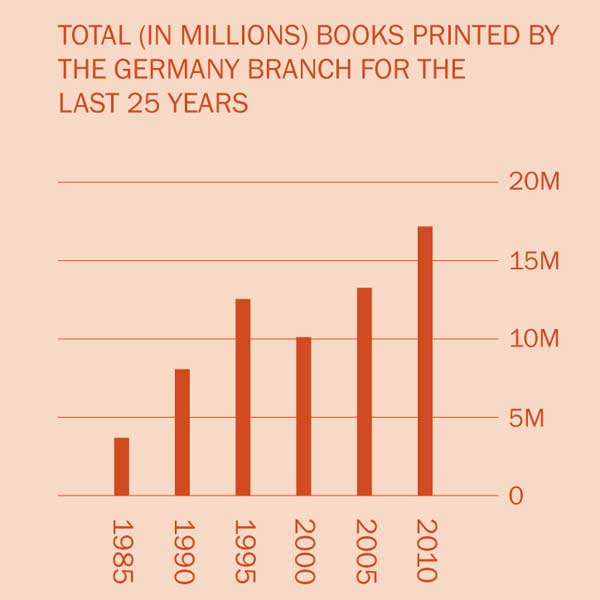 TOTAL (IN MILLIONS) BOOKS PRINTED BY
THE GERMANY BRANCH FOR THE
LAST 25 YEARS
20M
15M
10M
5M
0
1985
1990
1995
2000
2005
2010